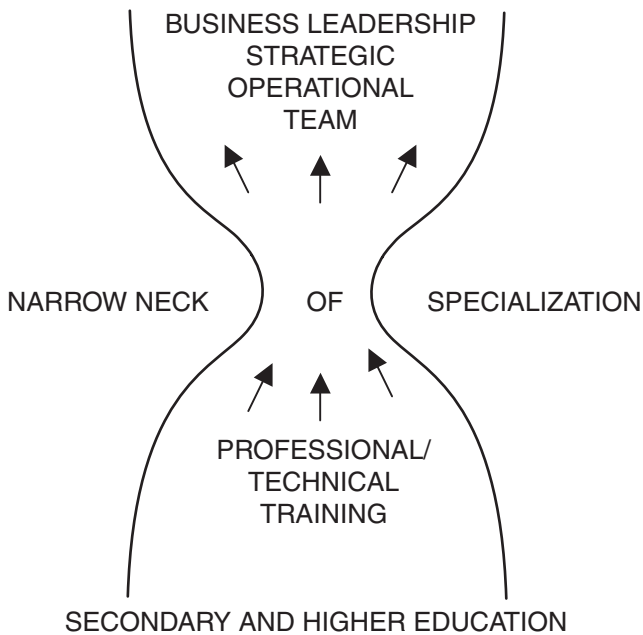 BUSINESS LEADERSHIP
STRATEGIC
OPERATIONAL
TEAM
NARROW NECK OF SPECIALIZATION
PROFESSIONAL/
TECHNICAL
TRAINING
SECONDARY AND HIGHER EDUCATION